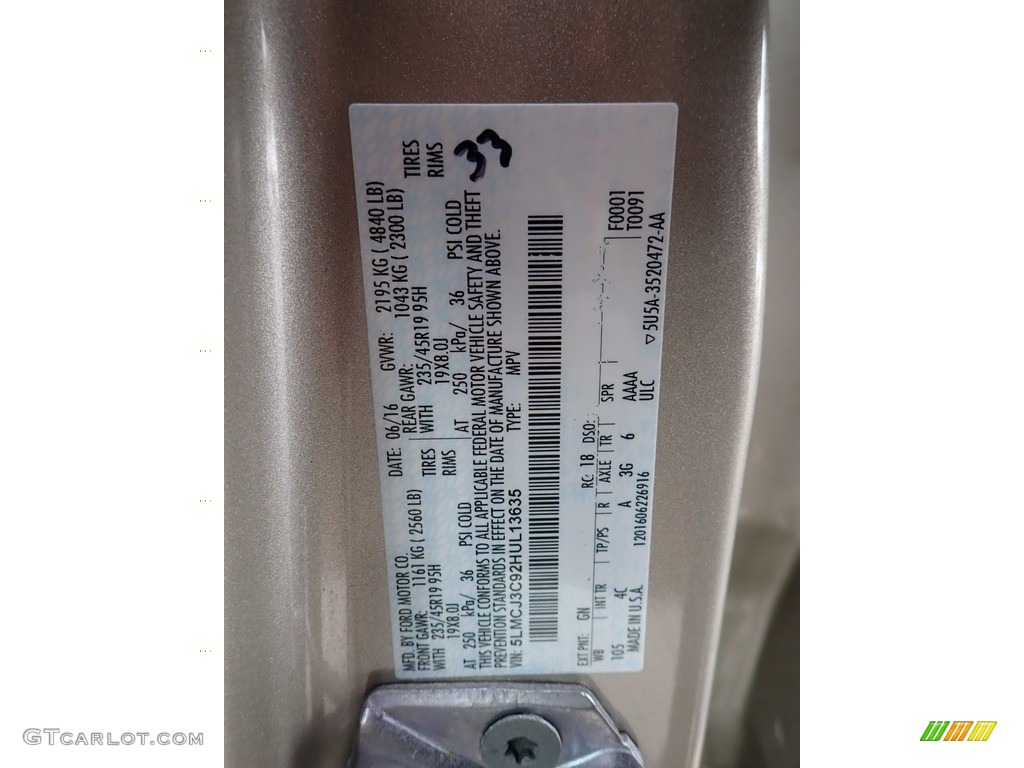 MFD. BY FORD MOTOR CO. DATE: 06/16 GVWR: 2195 KG ( 4840 LB)
FRONT GAWR: 1161 KG ( 2560 LB) REAR GAWR: 1043 KG ( 2300 LB)
WITH 235/45R19 95H TIRES WITH 235/45R19 95H TIRES
19X8.0J RIMS 19X8.0J RIMS
AT 250 kPa/ 36 PSI COLD AT 250 kPa/ 36 PSI COLD
33
THIS VEHICLE CONFORMS TO ALL APPLICABLE FEDERAL MOTOR VEHICLE SAFETY AND THEFT
PREVENTION STANDARDS IN EFFECT ON THE DATE OF MANUFACTURE SHOWN ABOVE.
VIN: 5LMCJ3C92HUL13635 TYPE: MPV
EXT PNT: GN RC: 18 DSO:
WB INT TR TP/PS R AXLE TR SPR F0001
105 4C A 3G 6 AAAA T0091
MADE IN U.S.A. 1201606226916 ULC ▽5U5A-3520472-AA
GTCARLOT.COM